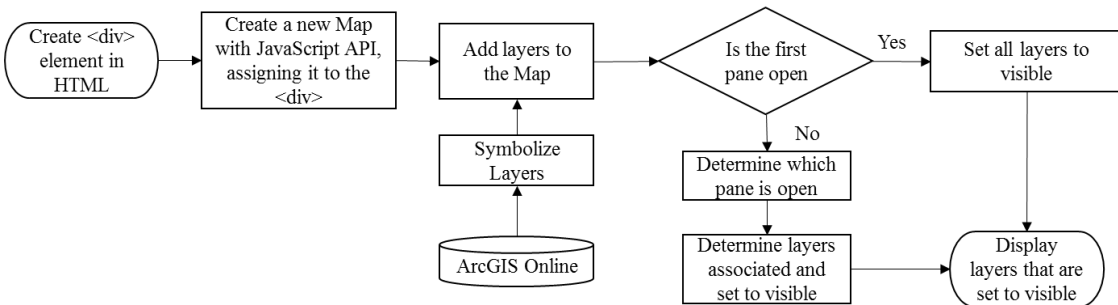 Create <div>
element in
HTML
Create a new Map
with JavaScript API,
assigning it to the
<div>
Add layers to
the Map
Is the first
pane open
Yes
Set all layers to
visible
No
Symbolize
Layers
Determine which
pane is open
ArcGIS Online
Determine layers
associated and
set to visible
Display
layers that are
set to visible